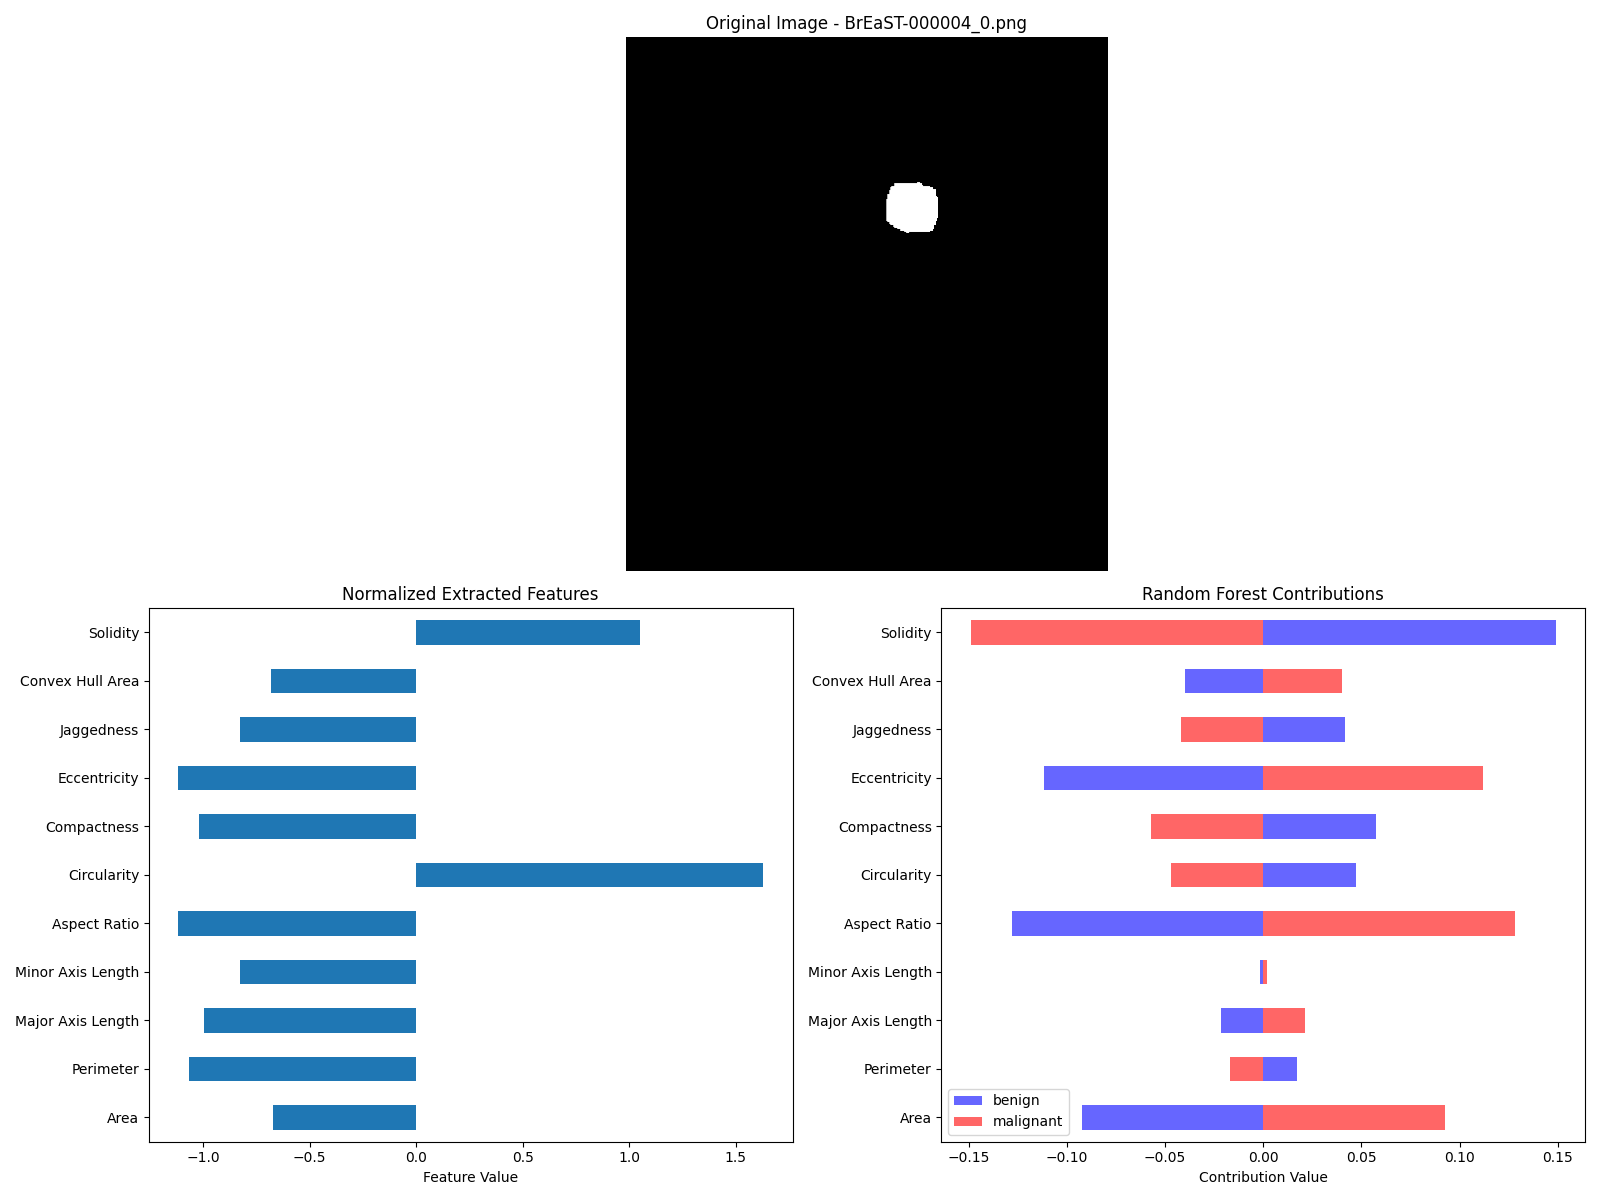 Original Image - BrEaST-000004_0.png
Normalized Extracted Features
Solidity
Convex Hull Area
Jaggedness
Eccentricity
Compactness
Circularity
Aspect Ratio
Minor Axis Length
Major Axis Length
Perimeter
Area
−1.0 −0.5 0.0 0.5 1.0 1.5
Feature Value
Random Forest Contributions
Solidity
Convex Hull Area
Jaggedness
Eccentricity
Compactness
Circularity
Aspect Ratio
Minor Axis Length
Major Axis Length
Perimeter
Area
benign
malignant
−0.15 −0.10 −0.05 0.00 0.05 0.10 0.15
Contribution Value